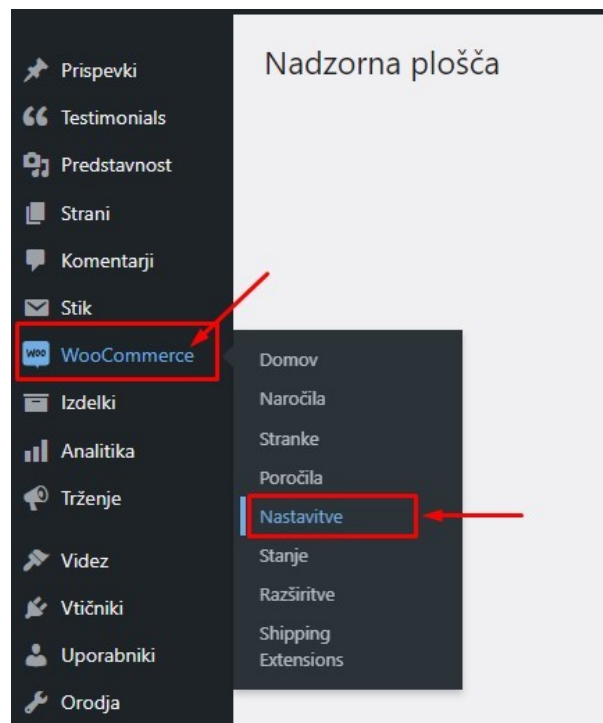 Nadzorna plošča
Prispevki
Testimonials
Predstavnost
Strani
Komentarji
Stik
WOO WooCommerce
Izdelki
Analitika
Trženje
Videz
Vtičniki
Uporabniki
Orodja
Domov
Naročila
Stranke
Poročila
Nastavitve
Stanje
Razširitve
Shipping
Extensions